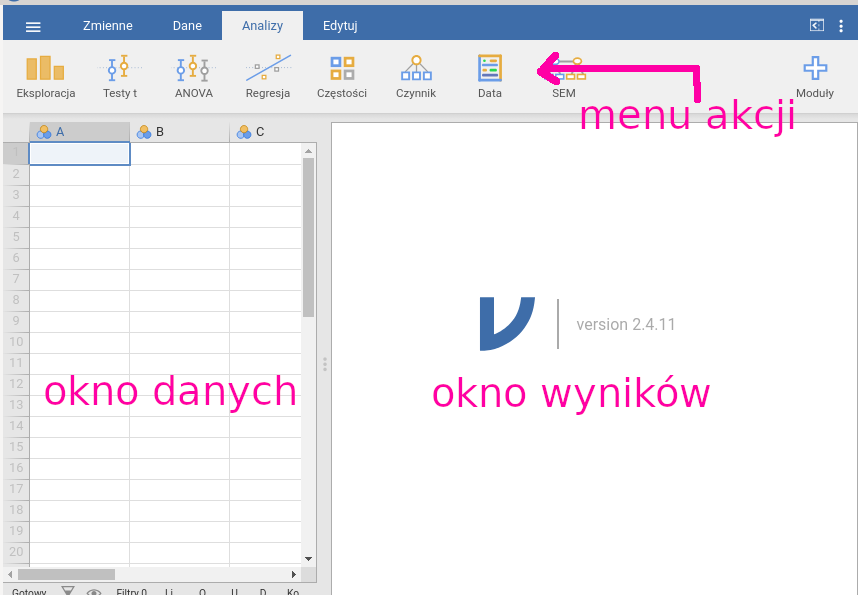 Zmienne Dane Analizy Edytuj
Eksploracja Testy t ANOVA Regresja Częstości Czynnik Data SEM Moduły
menu akcji
A B C
1
2
3
4
5
6
7
8
9
10
11
12
13
14
15
16
17
18
19
20
version 2.4.11
okno danych
okno wyników
Gotowy Filtry 0